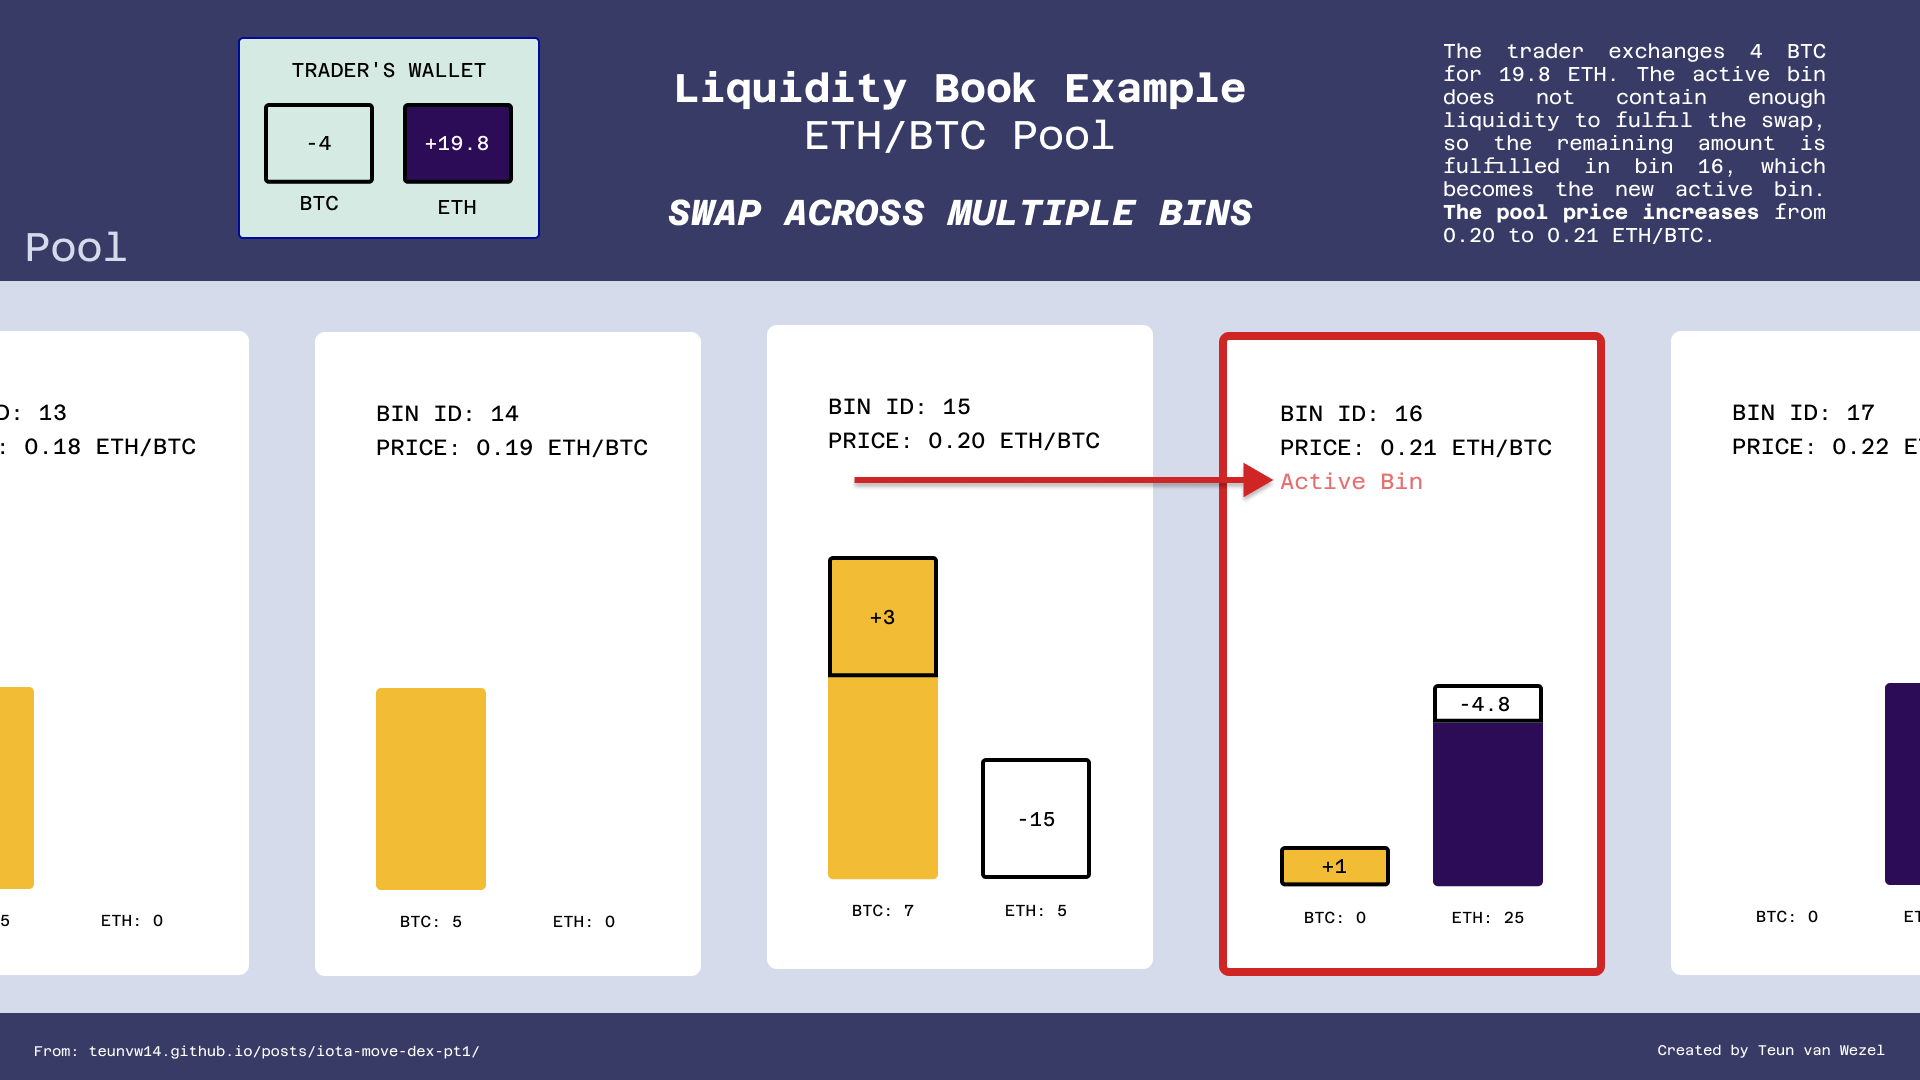 TRADER'S WALLET
-4
+19.8
BTC
ETH
Pool
Liquidity Book Example
ETH/BTC Pool
SWAP ACROSS MULTIPLE BINS
The trader exchanges 4 BTC
for 19.8 ETH. The active bin
does not contain enough
liquidity to fulfil the swap,
so the remaining amount is
fulfilled in bin 16, which
becomes the new active bin.
The pool price increases from
0.20 to 0.21 ETH/BTC.
D: 13
: 0.18 ETH/BTC
5
ETH: 0
BIN ID: 14
PRICE: 0.19 ETH/BTC
BTC: 5
ETH: 0
BIN ID: 15
PRICE: 0.20 ETH/BTC
+3
-15
BTC: 7
ETH: 5
BIN ID: 16
PRICE: 0.21 ETH/BTC
Active Bin
-4.8
+1
BTC: 0
ETH: 25
BIN ID: 17
PRICE: 0.22 E
BTC: 0
ET
From: teunvw14.github.io/posts/iota-move-dex-pt1/
Created by Teun van Wezel